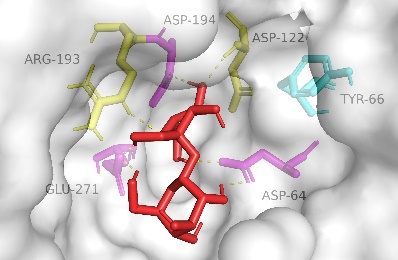 ASP-194
ASP-122
ARG-193
TYR-66
GLU-271
ASP-64